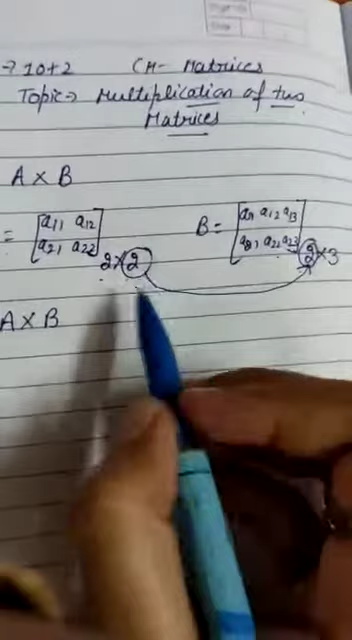 → 10+2 CH- Matrices
Topic → Multiplication of two
Matrices
A × B
= [a11 a12
a21 a22] 2×2
B = [a11 a12 a13
a21 a22 a23] 2×3
A × B